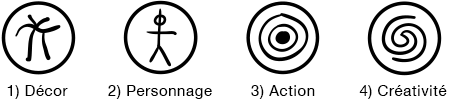 1) Décor 2) Personnage 3) Action 4) Créativité